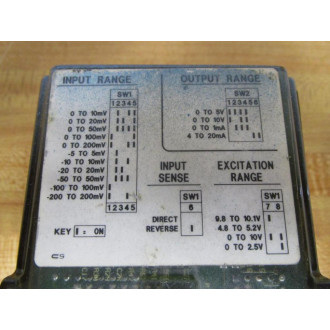 INPUT RANGE
SW1
12345
0 TO 10mV
0 TO 20mV
0 TO 50mV
0 TO 100mV
0 TO 200mV
-5 TO 5mV
-10 TO 10mV
-20 TO 20mV
-50 TO 50mV
-100 TO 100mV
-200 TO 200mV
12345
KEY | = ON
OUTPUT RANGE
SW2
123456
0 TO 5V
0 TO 10V
0 TO 1mA
4 TO 20mA
INPUT SENSE
SW1
6
DIRECT
REVERSE
EXCITATION RANGE
SW1
7 8
9.8 TO 10.1V
4.8 TO 5.2V
0 TO 10V
0 TO 2.5V